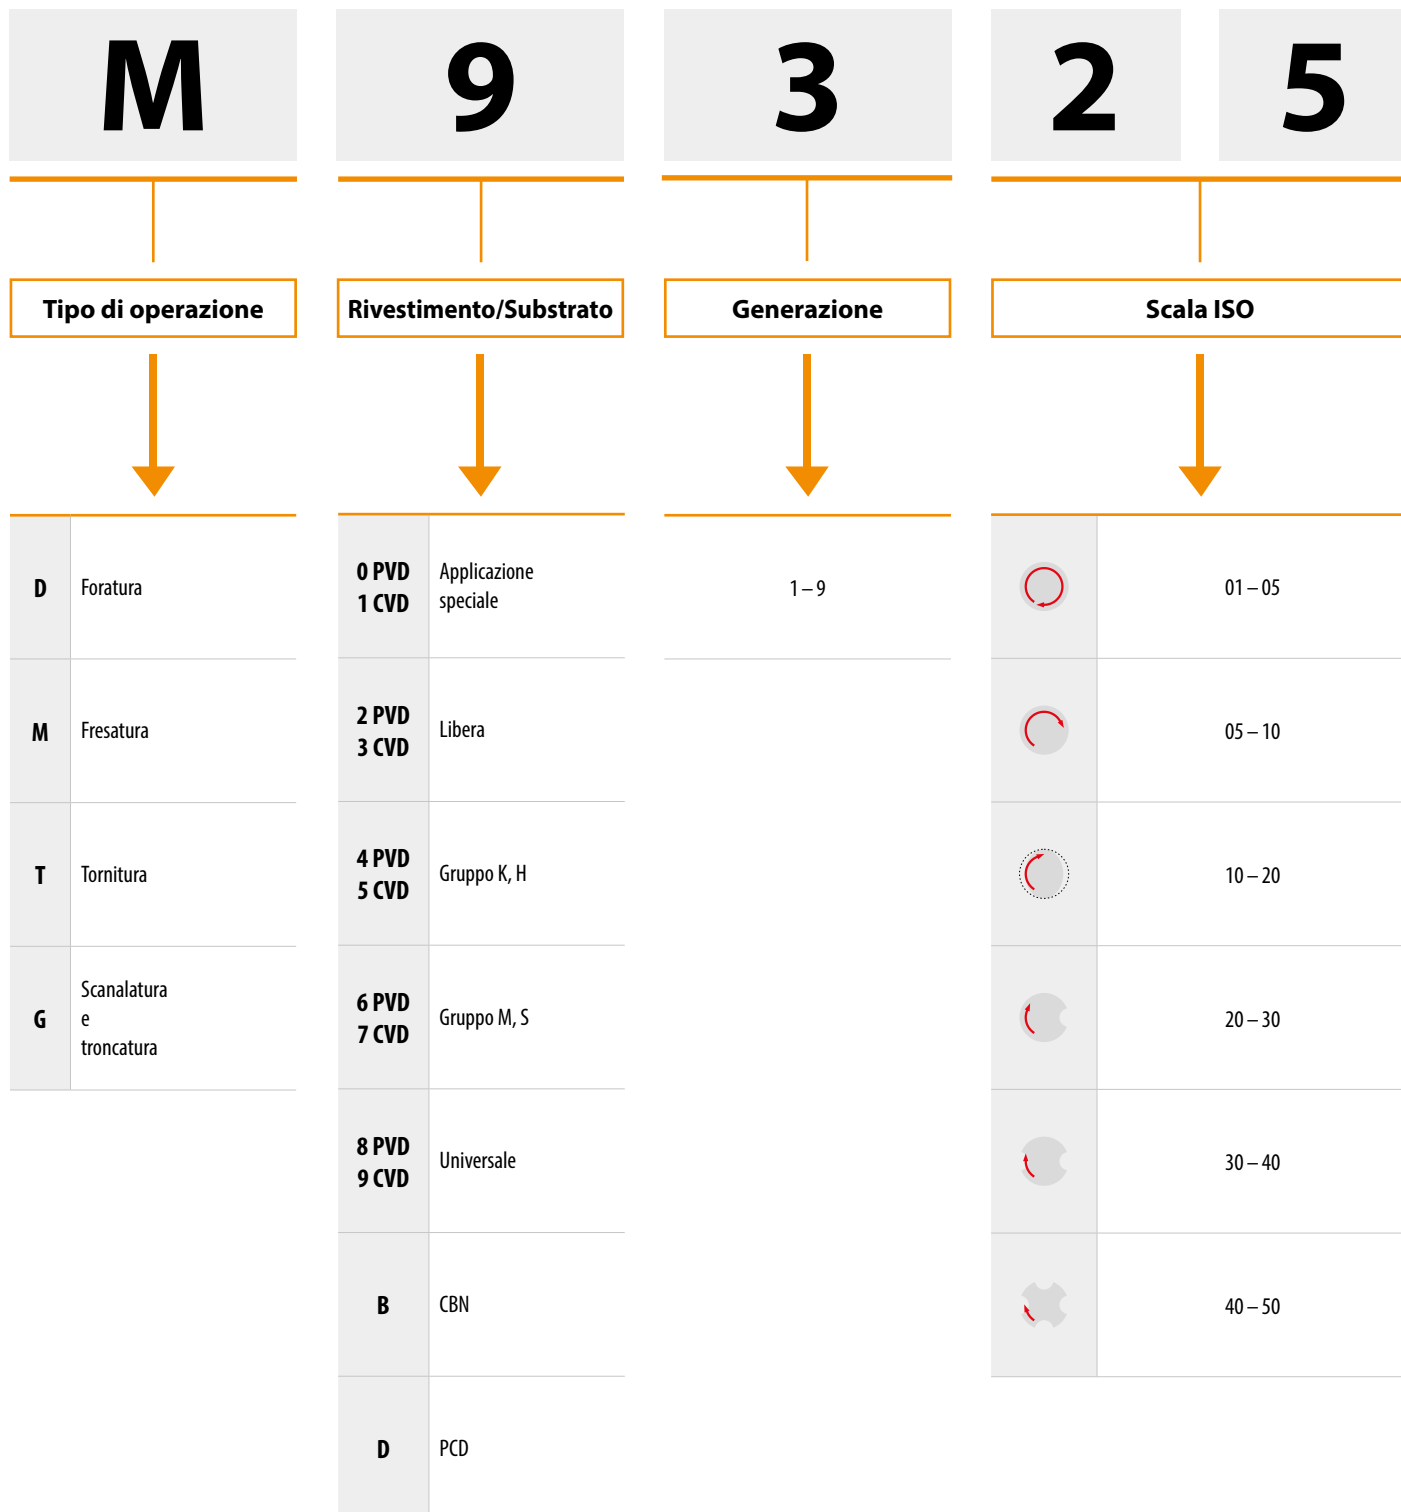 M 9 3 2 5
Tipo di operazione
Rivestimento/Substrato
Generazione
Scala ISO
D Foratura
M Fresatura
T Tornitura
G Scanalatura
e
troncatura
0 PVD
1 CVD
Applicazione
speciale
2 PVD
3 CVD
Libera
4 PVD
5 CVD
Gruppo K, H
6 PVD
7 CVD
Gruppo M, S
8 PVD
9 CVD
Universale
B CBN
D PCD
1 – 9
01 – 05
05 – 10
10 – 20
20 – 30
30 – 40
40 – 50